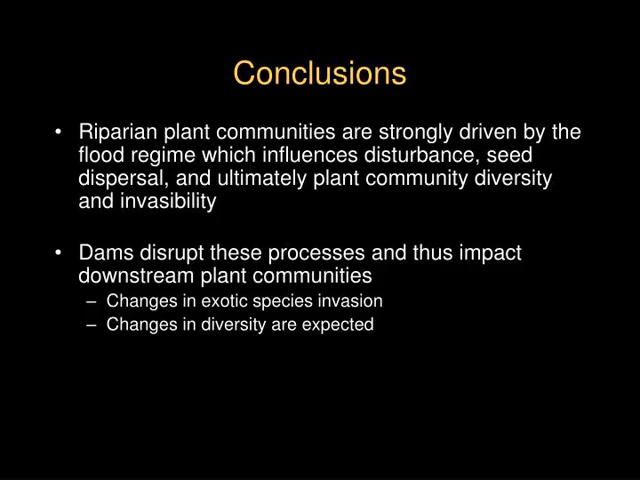 Conclusions
• Riparian plant communities are strongly driven by the
flood regime which influences disturbance, seed
dispersal, and ultimately plant community diversity
and invasibility
• Dams disrupt these processes and thus impact
downstream plant communities
– Changes in exotic species invasion
– Changes in diversity are expected